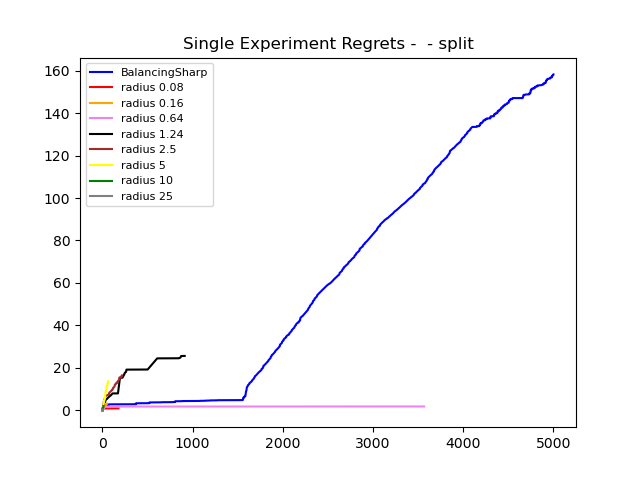 Single Experiment Regrets -  - split
160
140
120
100
80
60
40
20
0
BalancingSharp
radius 0.08
radius 0.16
radius 0.64
radius 1.24
radius 2.5
radius 5
radius 10
radius 25
0 1000 2000 3000 4000 5000